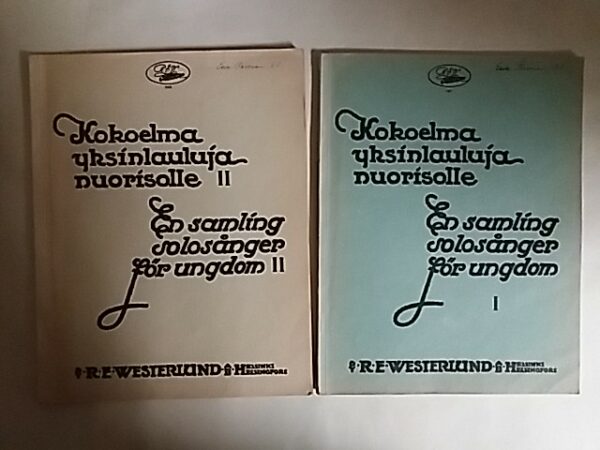 Kokoelma
yksinlauluja
nuorisolle II
En samling
solosånger
för ungdom II
R.E. WESTERLUND O.Y. HELSINKI
A.B. HELSINGFORS
Kokoelma
yksinlauluja
nuorisolle
En samling
solosånger
för ungdom
I
R.E. WESTERLUND O.Y. HELSINKI
A.B. HELSINGFORS